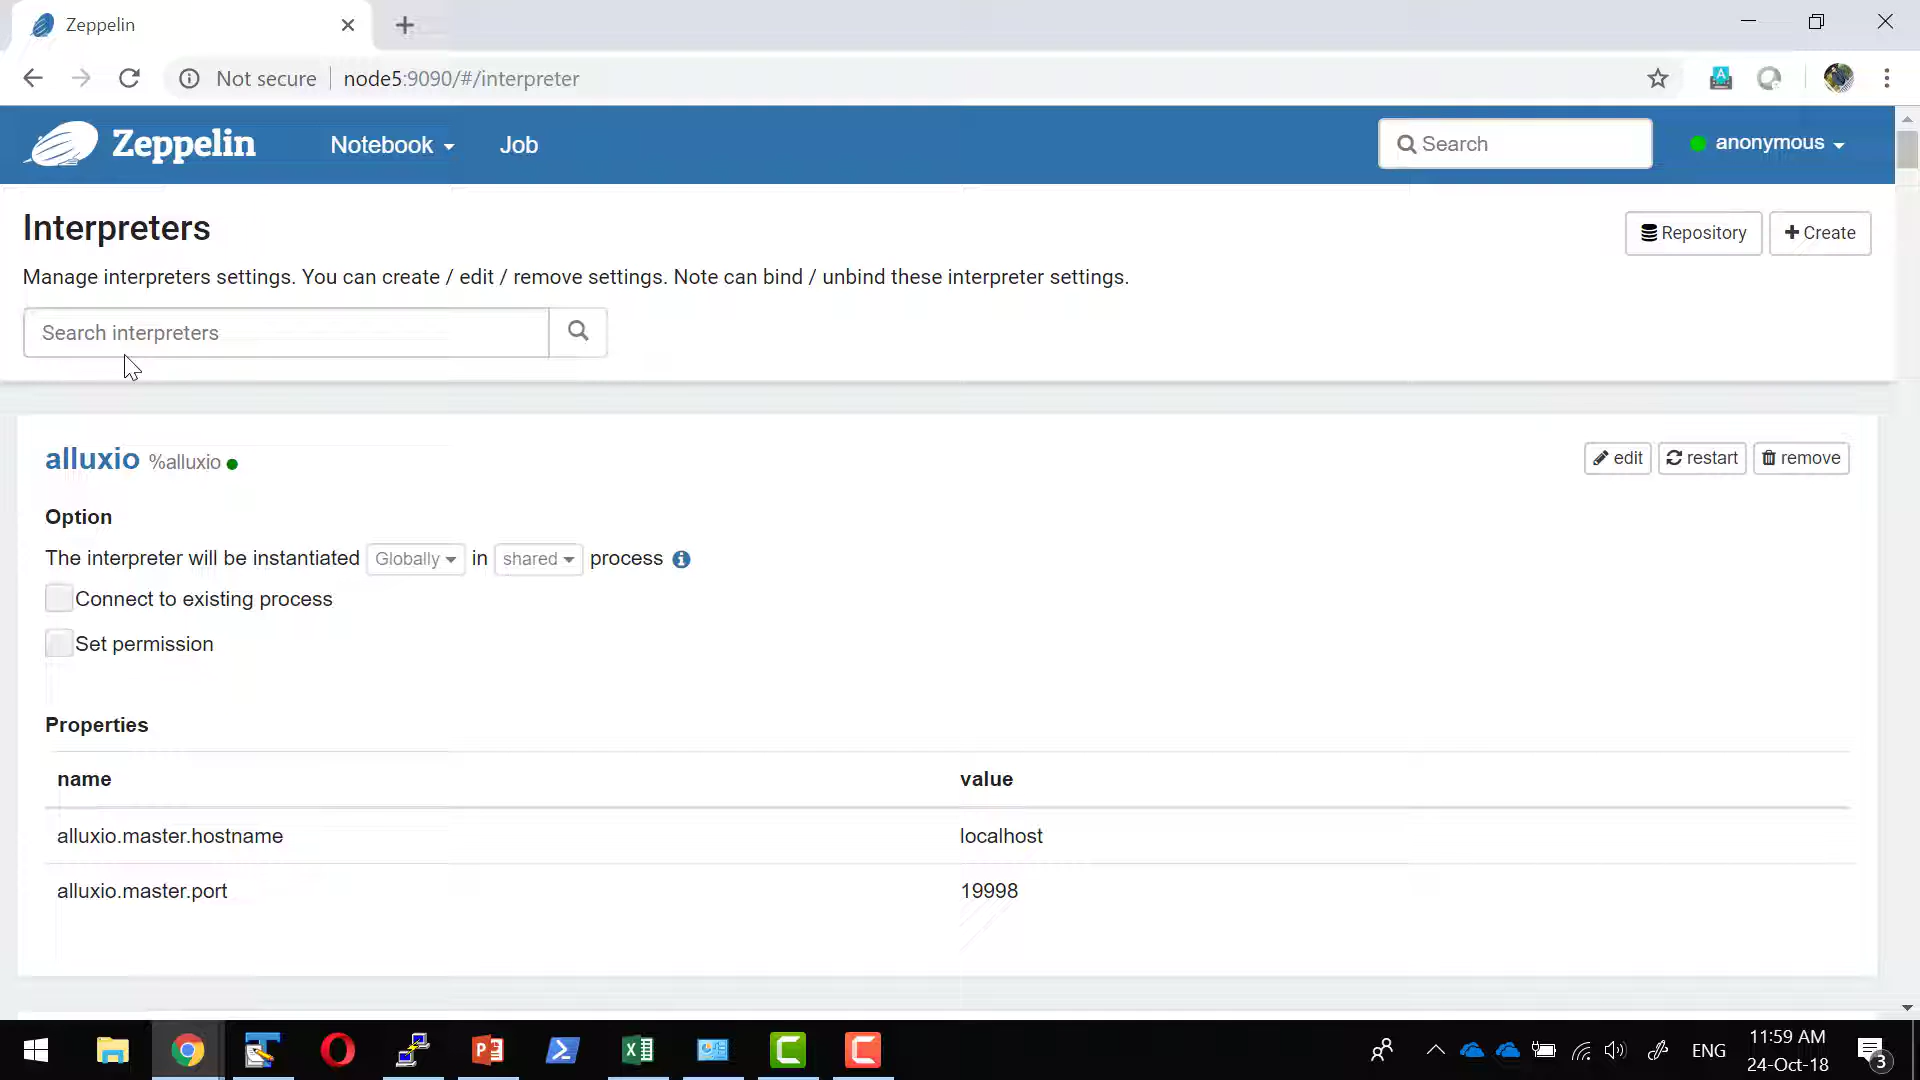 Zeppelin
Not secure node5:9090/#/interpreter
A
Zeppelin Notebook Job Search anonymous
Interpreters
Repository Create
Manage interpreters settings. You can create / edit / remove settings. Note can bind / unbind these interpreter settings.
Search interpreters
alluxio %alluxio edit restart remove
Option
The interpreter will be instantiated Globally in shared process
Connect to existing process
Set permission
Properties
name value
alluxio.master.hostname localhost
alluxio.master.port 19998
ENG 11:59 AM
24-Oct-18 3